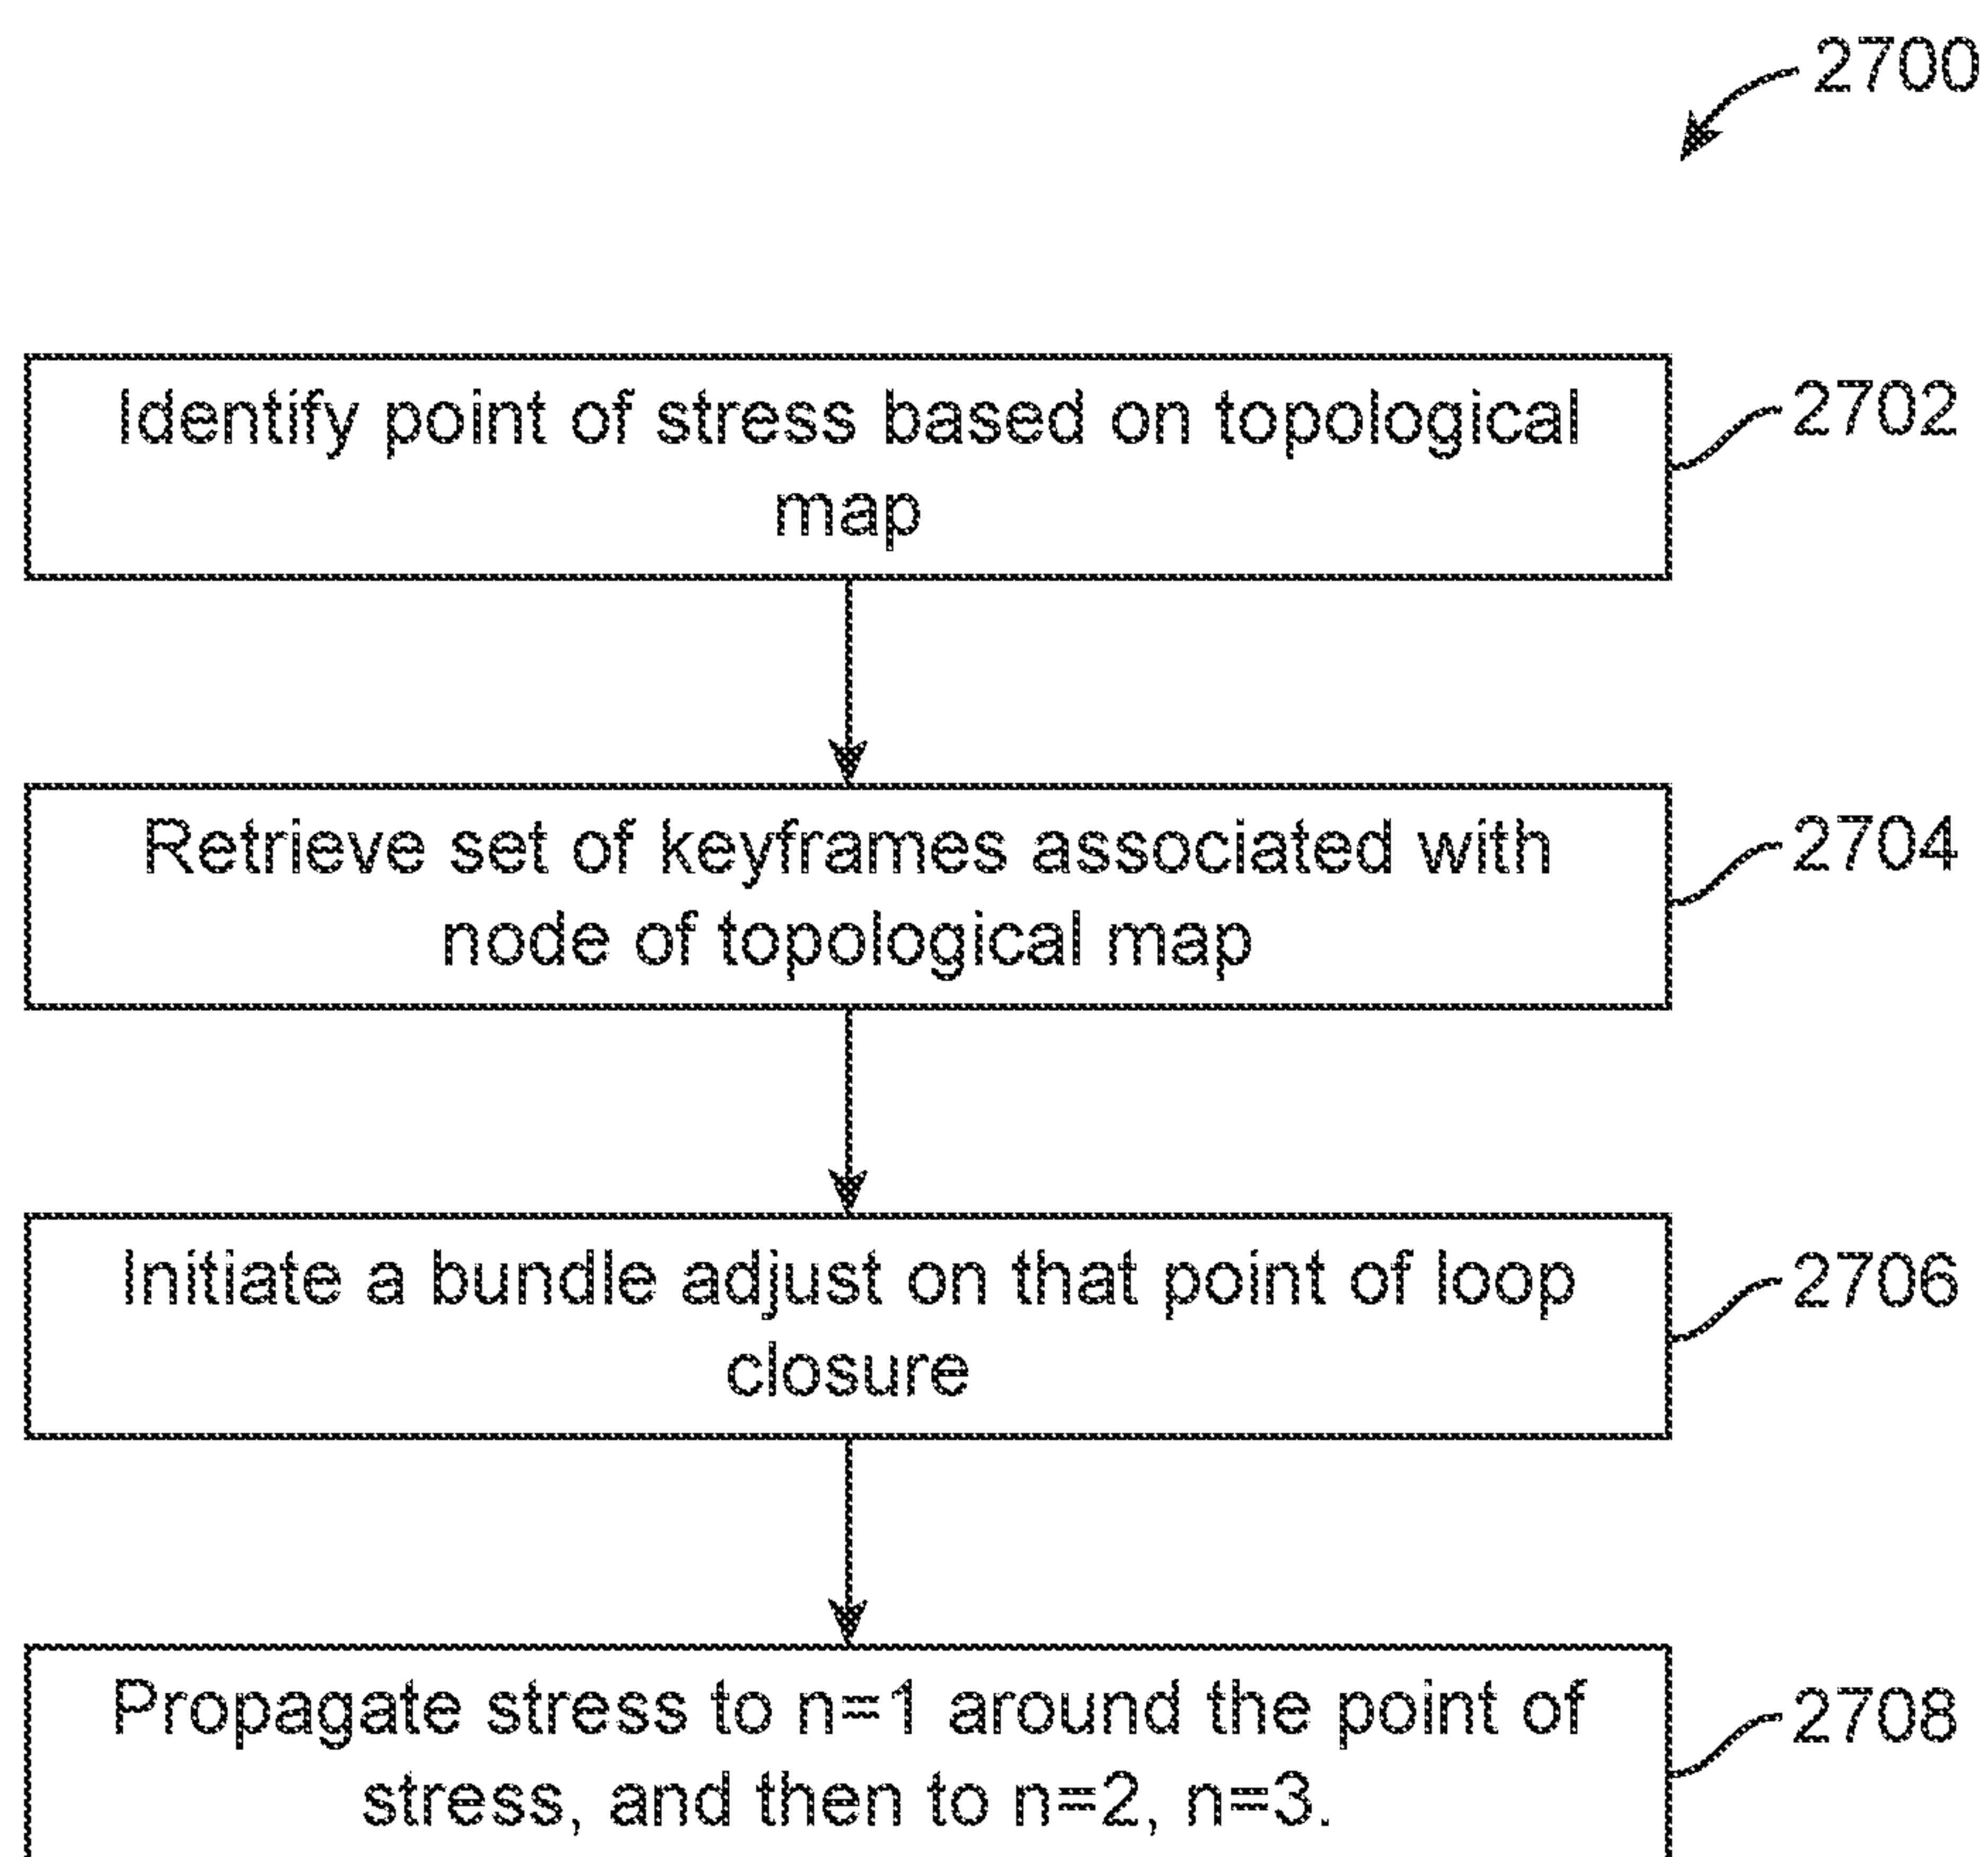 2700
Identify point of stress based on topological
map
2702
Retrieve set of keyframes associated with
node of topological map
2704
Initiate a bundle adjust on that point of loop
closure
2706
Propagate stress to n=1 around the point of
stress, and then to n=2, n=3.
2708